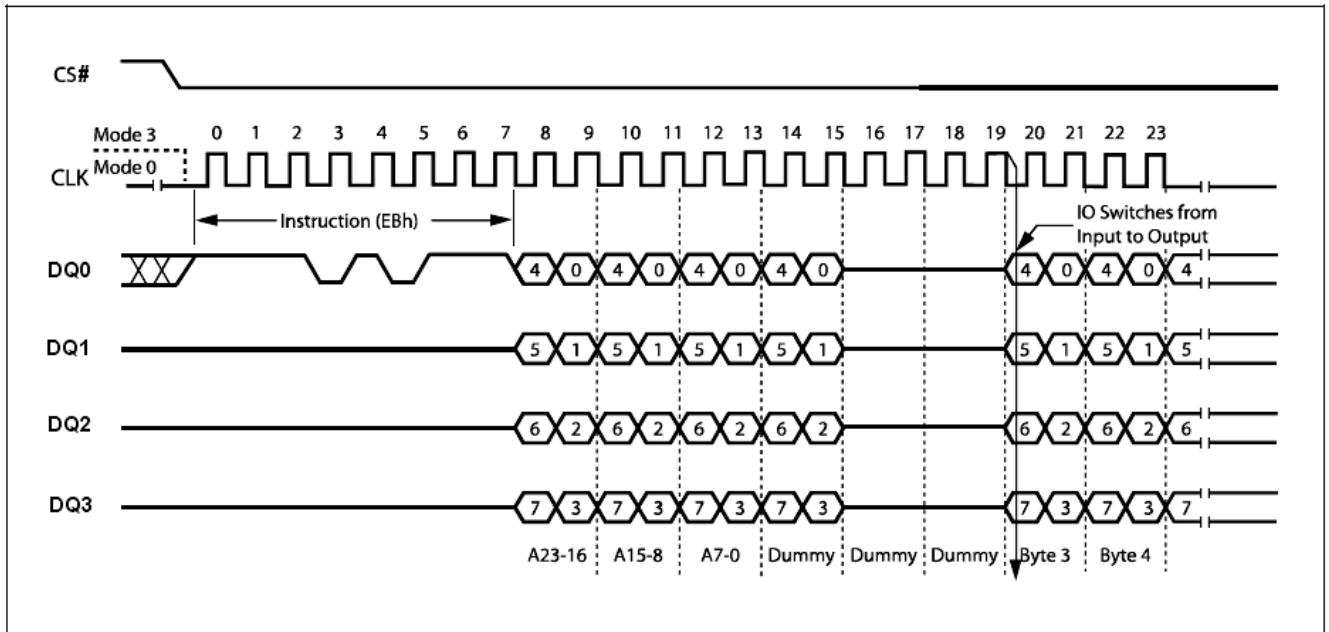 CS#
Mode 3 0 1 2 3 4 5 6 7 8 9 10 11 12 13 14 15 16 17 18 19 20 21 22 23
CLK Mode 0
Instruction (EBh)
IO Switches from
Input to Output
DQ0 4 0 4 0 4 0 4 0 4 0 4 0 4
DQ1 5 1 5 1 5 1 5 1 5 1 5 1 5
DQ2 6 2 6 2 6 2 6 2 6 2 6 2 6
DQ3 7 3 7 3 7 3 7 3 7 3 7 3 7
A23-16 A15-8 A7-0 Dummy Dummy Dummy Byte 3 Byte 4